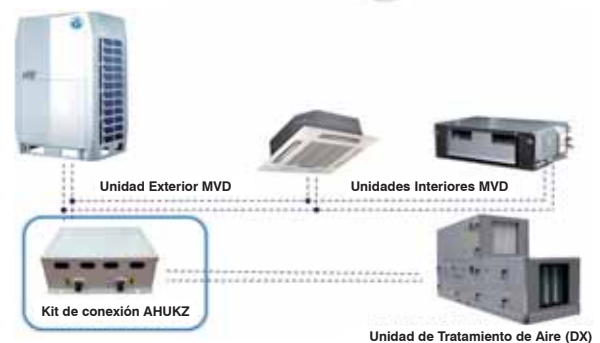 Unidad Exterior MVD
Unidades Interiores MVD
Kit de conexión AHUKZ
Unidad de Tratamiento de Aire (DX)